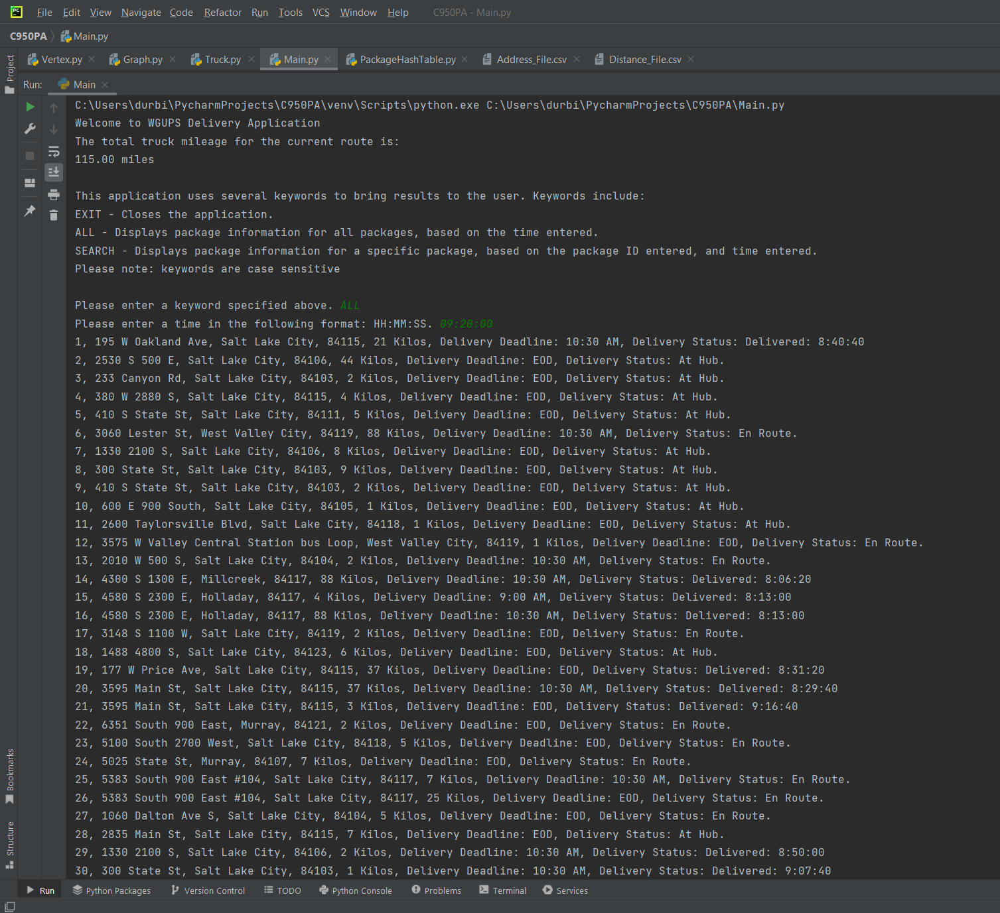 PC File Edit View Navigate Code Refactor Run Tools VCS Window Help C950PA - Main.py
C950PA Main.py
Vertex.py Graph.py Truck.py Main.py PackageHashTable.py Address_File.csv Distance_File.csv
Project
Run: Main
C:\Users\durbi\PycharmProjects\C950PA\venv\Scripts\python.exe C:\Users\durbi\PycharmProjects\C950PA\Main.py
Welcome to WGUPS Delivery Application
The total truck mileage for the current route is:
115.00 miles
This application uses several keywords to bring results to the user. Keywords include:
EXIT - Closes the application.
ALL - Displays package information for all packages, based on the time entered.
SEARCH - Displays package information for a specific package, based on the package ID entered, and time entered.
Please note: keywords are case sensitive
Please enter a keyword specified above. ALL
Please enter a time in the following format: HH:MM:SS. 09:20:00
1, 195 W Oakland Ave, Salt Lake City, 84115, 21 Kilos, Delivery Deadline: 10:30 AM, Delivery Status: Delivered: 8:40:40
2, 2530 S 500 E, Salt Lake City, 84106, 44 Kilos, Delivery Deadline: EOD, Delivery Status: At Hub.
3, 233 Canyon Rd, Salt Lake City, 84103, 2 Kilos, Delivery Deadline: EOD, Delivery Status: At Hub.
4, 380 W 2880 S, Salt Lake City, 84115, 4 Kilos, Delivery Deadline: EOD, Delivery Status: At Hub.
5, 410 S State St, Salt Lake City, 84111, 5 Kilos, Delivery Deadline: EOD, Delivery Status: At Hub.
6, 3060 Lester St, West Valley City, 84119, 88 Kilos, Delivery Deadline: 10:30 AM, Delivery Status: En Route.
7, 1330 2100 S, Salt Lake City, 84106, 8 Kilos, Delivery Deadline: EOD, Delivery Status: At Hub.
8, 300 State St, Salt Lake City, 84103, 9 Kilos, Delivery Deadline: EOD, Delivery Status: At Hub.
9, 410 S State St, Salt Lake City, 84103, 2 Kilos, Delivery Deadline: EOD, Delivery Status: At Hub.
10, 600 E 900 South, Salt Lake City, 84105, 1 Kilos, Delivery Deadline: EOD, Delivery Status: At Hub.
11, 2600 Taylorsville Blvd, Salt Lake City, 84118, 1 Kilos, Delivery Deadline: EOD, Delivery Status: At Hub.
12, 3575 W Valley Central Station bus Loop, West Valley City, 84119, 1 Kilos, Delivery Deadline: EOD, Delivery Status: En Route.
13, 2010 W 500 S, Salt Lake City, 84104, 2 Kilos, Delivery Deadline: 10:30 AM, Delivery Status: En Route.
14, 4300 S 1300 E, Millcreek, 84117, 88 Kilos, Delivery Deadline: 10:30 AM, Delivery Status: Delivered: 8:06:20
15, 4580 S 2300 E, Holladay, 84117, 4 Kilos, Delivery Deadline: 9:00 AM, Delivery Status: Delivered: 8:13:00
16, 4580 S 2300 E, Holladay, 84117, 88 Kilos, Delivery Deadline: 10:30 AM, Delivery Status: Delivered: 8:13:00
17, 3148 S 1100 W, Salt Lake City, 84119, 2 Kilos, Delivery Deadline: EOD, Delivery Status: En Route.
18, 1488 4800 S, Salt Lake City, 84123, 6 Kilos, Delivery Deadline: EOD, Delivery Status: At Hub.
19, 177 W Price Ave, Salt Lake City, 84115, 37 Kilos, Delivery Deadline: EOD, Delivery Status: Delivered: 8:31:20
20, 3595 Main St, Salt Lake City, 84115, 37 Kilos, Delivery Deadline: 10:30 AM, Delivery Status: Delivered: 8:29:40
21, 3595 Main St, Salt Lake City, 84115, 3 Kilos, Delivery Deadline: EOD, Delivery Status: Delivered: 9:16:40
22, 6351 South 900 East, Murray, 84121, 2 Kilos, Delivery Deadline: EOD, Delivery Status: En Route.
23, 5100 South 2700 West, Salt Lake City, 84118, 5 Kilos, Delivery Deadline: EOD, Delivery Status: En Route.
24, 5025 State St, Murray, 84107, 7 Kilos, Delivery Deadline: EOD, Delivery Status: En Route.
25, 5383 South 900 East #104, Salt Lake City, 84117, 7 Kilos, Delivery Deadline: 10:30 AM, Delivery Status: En Route.
26, 5383 South 900 East #104, Salt Lake City, 84117, 25 Kilos, Delivery Deadline: EOD, Delivery Status: En Route.
27, 1060 Dalton Ave S, Salt Lake City, 84104, 5 Kilos, Delivery Deadline: EOD, Delivery Status: En Route.
28, 2835 Main St, Salt Lake City, 84115, 7 Kilos, Delivery Deadline: EOD, Delivery Status: At Hub.
29, 1330 2100 S, Salt Lake City, 84106, 2 Kilos, Delivery Deadline: 10:30 AM, Delivery Status: Delivered: 8:50:00
30, 300 State St, Salt Lake City, 84103, 1 Kilos, Delivery Deadline: 10:30 AM, Delivery Status: Delivered: 9:07:40
Bookmarks
Structure
Run Python Packages Version Control TODO Python Console Problems Terminal Services